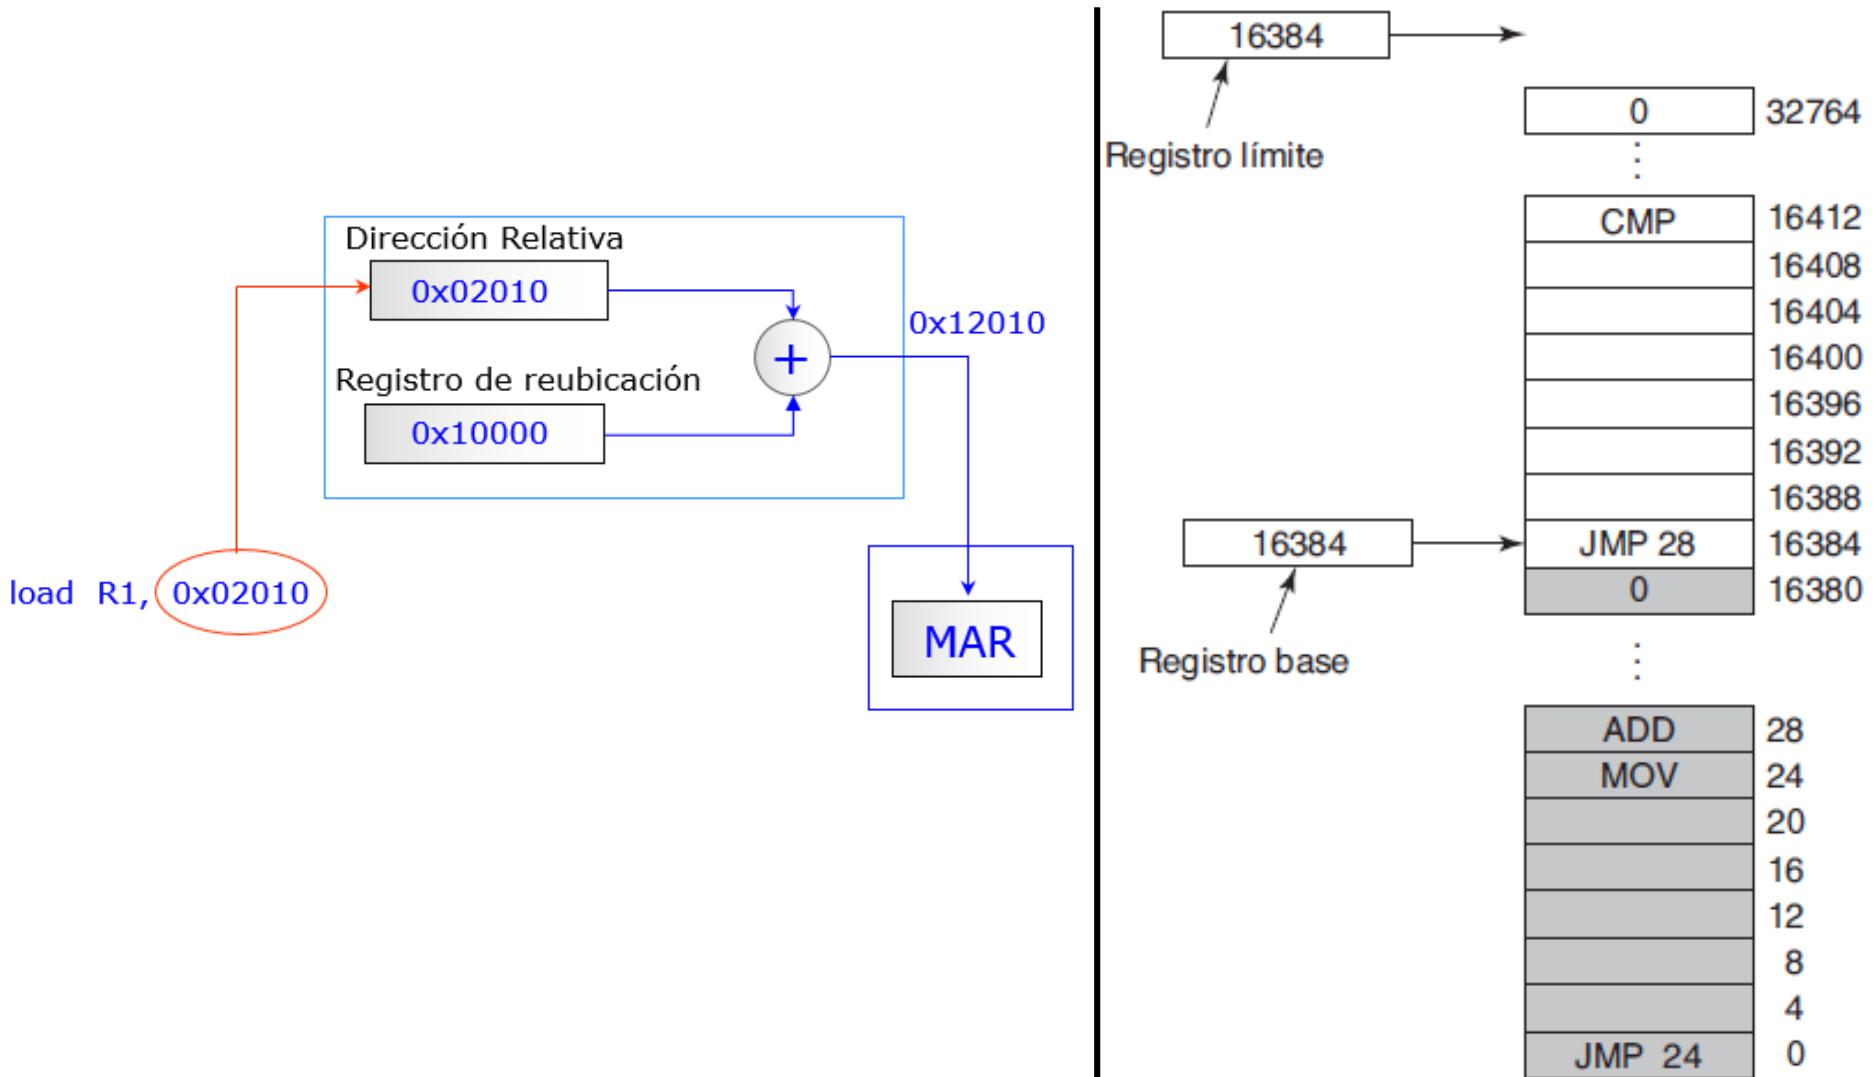 Dirección Relativa
0x02010
0x12010
+
Registro de reubicación
0x10000
load R1, 0x02010
MAR
16384
Registro límite
0 32764
CMP 16412
16408
16404
16400
16396
16392
16388
16384 JMP 28 16384
0 16380
Registro base
ADD 28
MOV 24
20
16
12
8
4
JMP 24 0